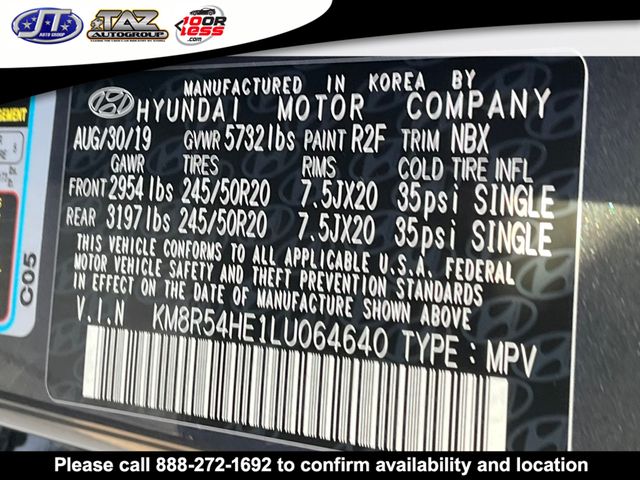 JT
AUTO GROUP
TAZ
AUTOGROUP
10K OR less.com
MANUFACTURED IN KOREA BY
HYUNDAI MOTOR COMPANY
AUG/30/19 GVWR 5732lbs PAINT R2F TRIM NBX
GAWR TIRES RIMS COLD TIRE INFL
FRONT 2954lbs 245/50R20 7.5JX20 35psi SINGLE
REAR 3197lbs 245/50R20 7.5JX20 35psi SINGLE
THIS VEHICLE CONFORMS TO ALL APPLICABLE U.S.A. FEDERAL
MOTOR VEHICLE SAFETY AND THEFT PREVENTION STANDARDS
IN EFFECT ON THE DATE OF MANUFACTURE SHOWN ABOVE
V.I.N KM8R54HE1LU064640 TYPE : MPV
C05
Please call 888-272-1692 to confirm availability and location